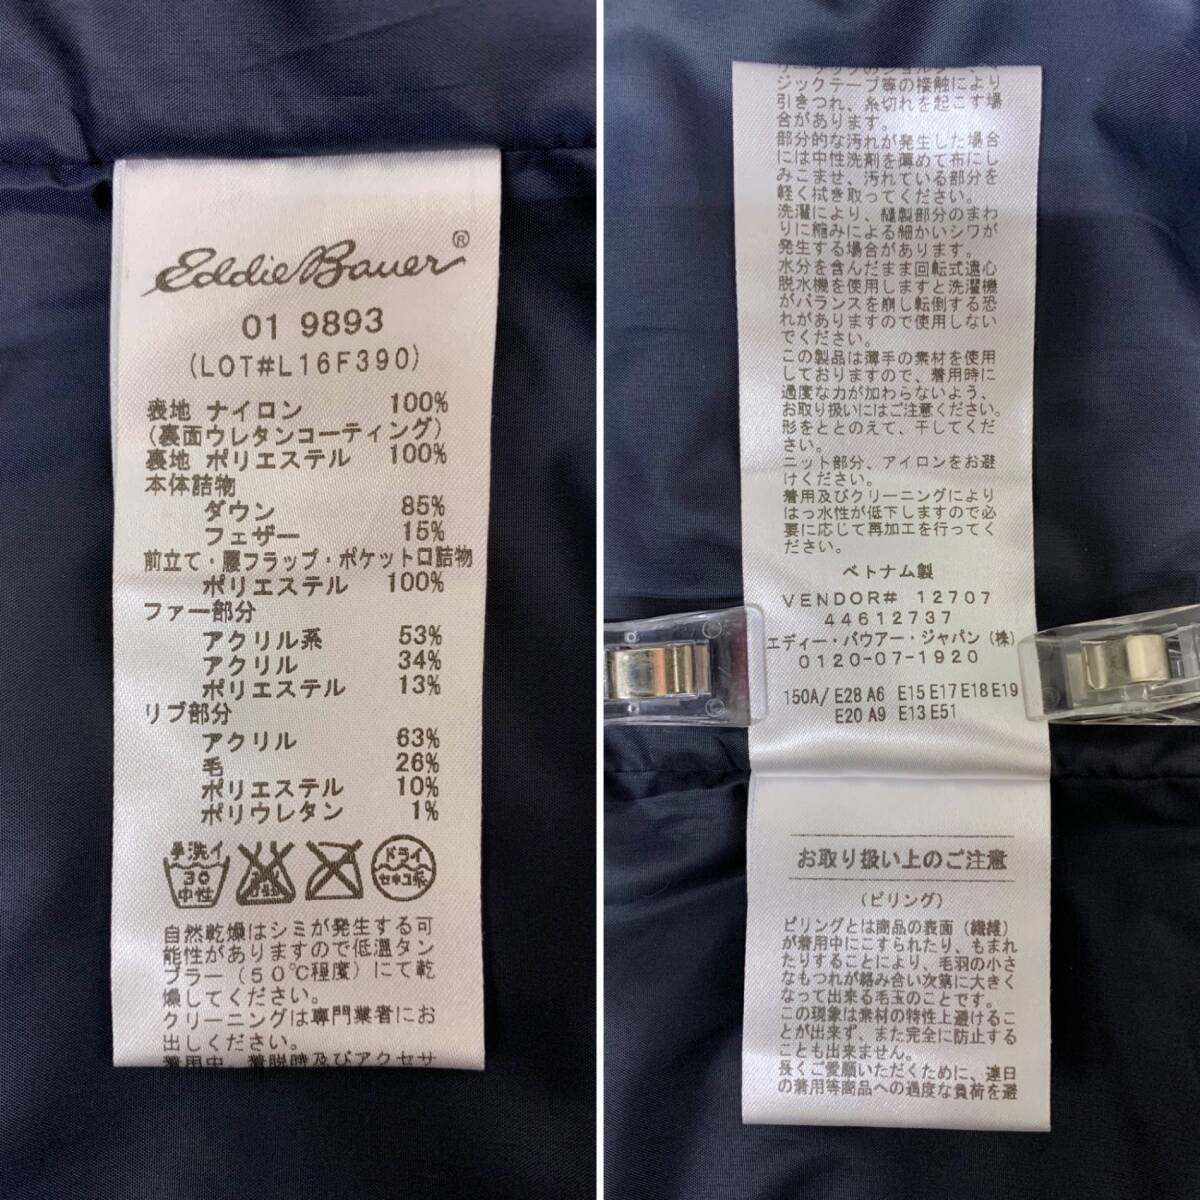 Eddie Bauer®
01 9893
(LOT#L16F390)
表地 ナイロン 100%
(裏面ウレタンコーティング)
裏地 ポリエステル 100%
本体詰物
ダウン 85%
フェザー 15%
前立て・腰フラップ・ポケット口詰物
ポリエステル 100%
ファー部分
アクリル系 53%
アクリル 34%
ポリエステル 13%
リブ部分
アクリル 63%
毛 26%
ポリエステル 10%
ポリウレタン 1%
手洗イ
30
中性
ドライ
セキユ系
自然乾燥はシミが発生する可
能性がありますので低温タン
ブラー(50℃程度)にて乾
燥してください。
クリーニングは専門業者にお
出しください。
着用中、着脱時及びアクセサ
ジックテープ等の接触により
引きつれ、糸切れを起こす場
合があります。
部分的な汚れが発生した場合
には中性洗剤を薄めて布にし
みこませ、汚れている部分を
軽く拭き取ってください。
洗濯により、縫製部分のまわ
りに縮みによる細かいシワが
発生する場合があります。
水分を含んだまま回転式遠心
脱水機を使用しますと洗濯機
がバランスを崩し転倒する恐
れがありますので使用しない
でください。
この製品は薄手の素材を使用
しておりますので、着用時に
過度な力が加わらないよう、
お取り扱いにはご注意ください。
形をととのえて、干してくだ
さい。
ニット部分、アイロンをお避
けください。
着用及びクリーニングにより
はっ水性が低下しますので必
要に応じて再加工を行ってく
ださい。
ベトナム製
VENDOR# 12707
44612737
エディー・バウアー・ジャパン(株)
0120-07-1920
150A/ E28 A6 E15 E17 E18 E19
E20 A9 E13 E51
お取り扱い上のご注意
(ピリング)
ピリングとは商品の表面(繊維)
が着用中にこすられたり、もまれ
たりすることにより、毛羽の小さ
なもつれが絡み合い次第に大きく
なって出来る毛玉のことです。
この現象は素材の特性上避けるこ
とが出来ず、また完全に防止する
ことも出来ません。
長くご愛願いただくために、連日
の着用等商品への過度な負荷を避